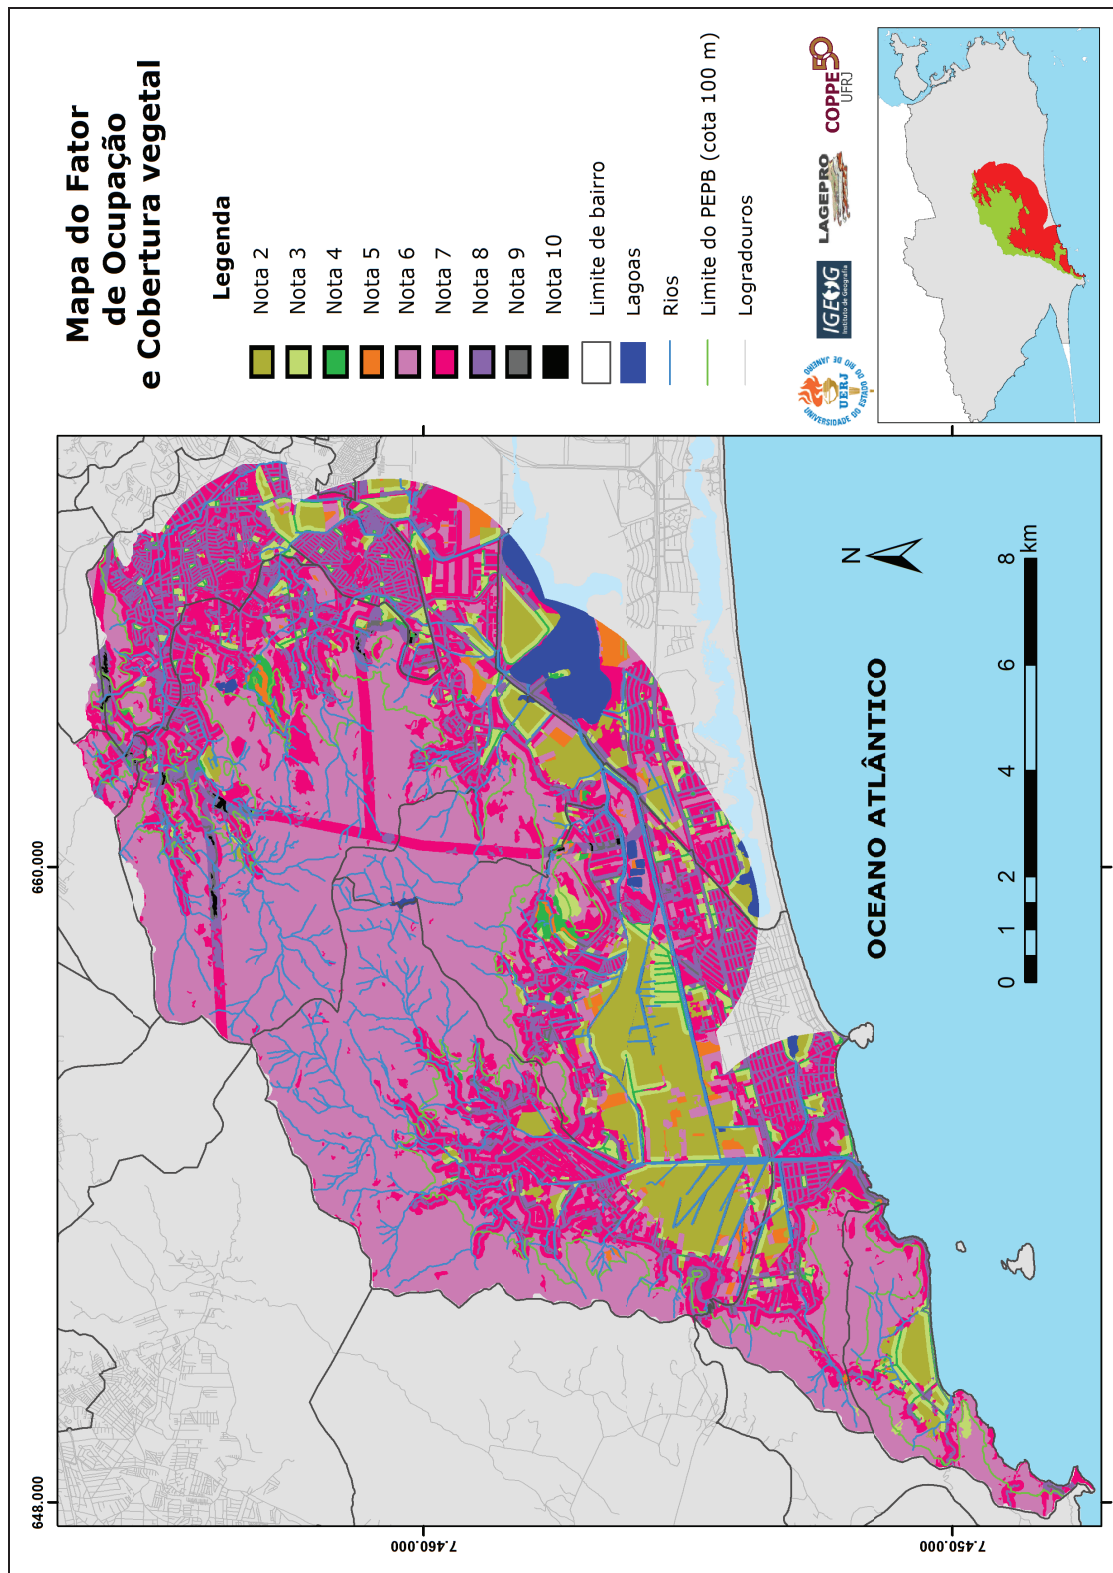 Mapa do Fator
de Ocupação
e Cobertura vegetal
Legenda
Nota 2
Nota 3
Nota 4
Nota 5
Nota 6
Nota 7
Nota 8
Nota 9
Nota 10
Limite de bairro
Lagoas
Rios
Limite do PEPB (cota 100 m)
Logradouros
UERJ
UNIVERSIDADE DO ESTADO DO RIO DE JANEIRO
IGEOG
Instituto de Geografia
LAGEPRO
COPPE 50
UFRJ
648.000
660.000
7.460.000
7.450.000
N
OCEANO ATLÂNTICO
0 1 2 4 6 8
km